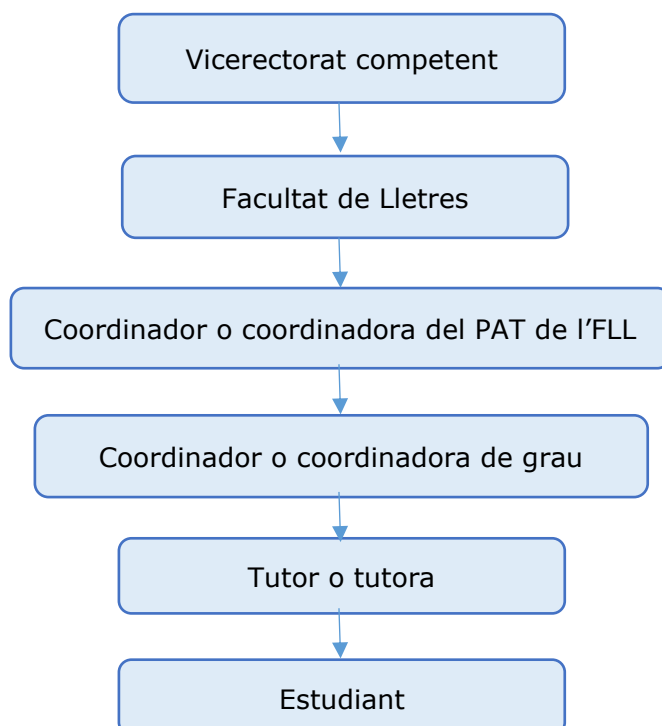 Vicerectorat competent
Facultat de Lletres
Coordinador o coordinadora del PAT de l’FLL
Coordinador o coordinadora de grau
Tutor o tutora
Estudiant